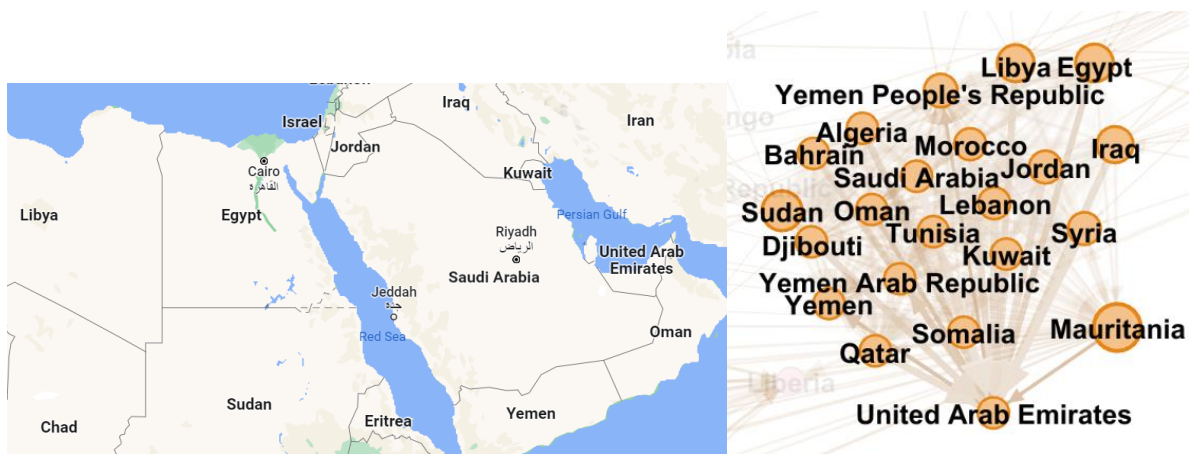 Israel
Iraq
Iran
Jordan
Cairo
القاهرة
Kuwait
Libya
Egypt
Persian Gulf
Riyadh
الرياض
United Arab
Emirates
Saudi Arabia
Jeddah
جدة
Red Sea
Oman
Sudan
Eritrea
Yemen
Chad
Libya Egypt
Yemen People's Republic
Algeria
Morocco
Iraq
Bahrain
Saudi Arabia
Jordan
Sudan
Oman
Lebanon
Djibouti
Tunisia
Syria
Kuwait
Yemen Arab Republic
Yemen
Mauritania
Somalia
Qatar
Liberia
United Arab Emirates